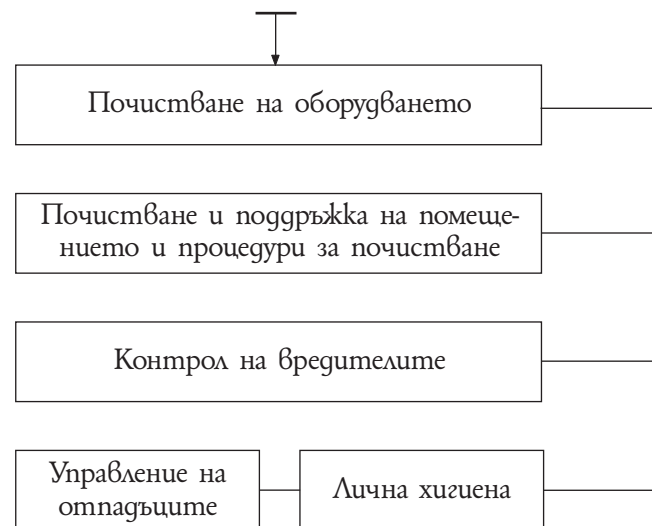 Почистване на оборудването
Почистване и поддръжка на помеще-
нието и процедури за почистване
Контрол на вредителите
Управление на
отпадъците
Лична хигиена